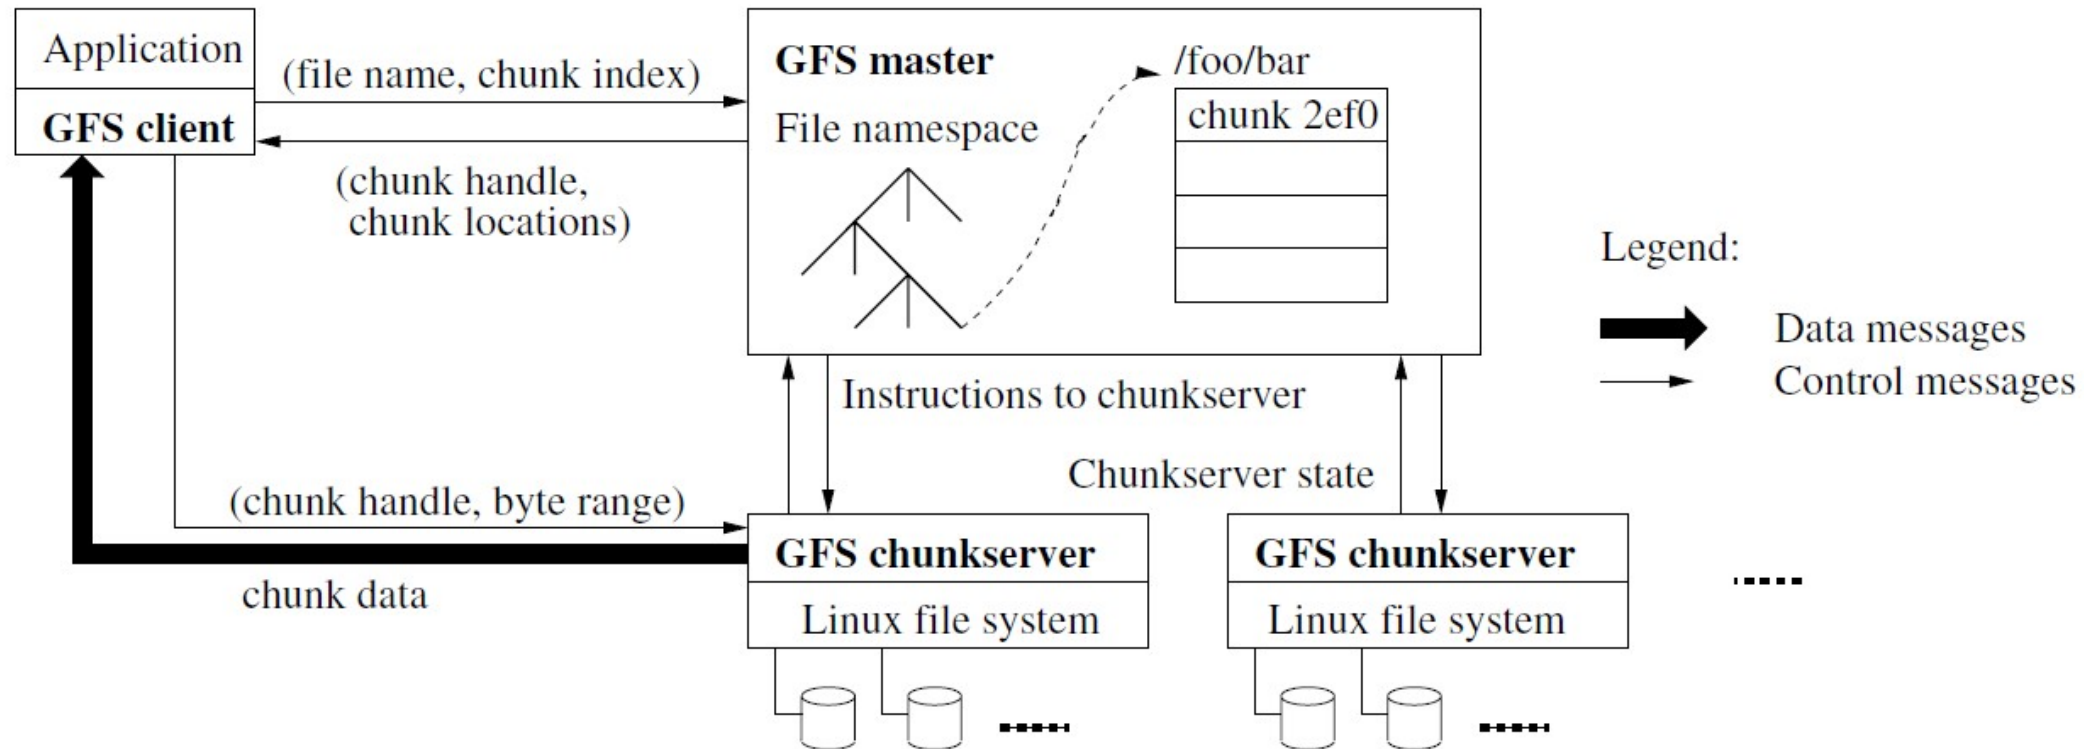 Application
GFS client
(file name, chunk index)
(chunk handle,
chunk locations)
GFS master
File namespace
/foo/bar
chunk 2ef0
Legend:
Data messages
Control messages
Instructions to chunkserver
Chunkserver state
(chunk handle, byte range)
chunk data
GFS chunkserver
Linux file system
GFS chunkserver
Linux file system